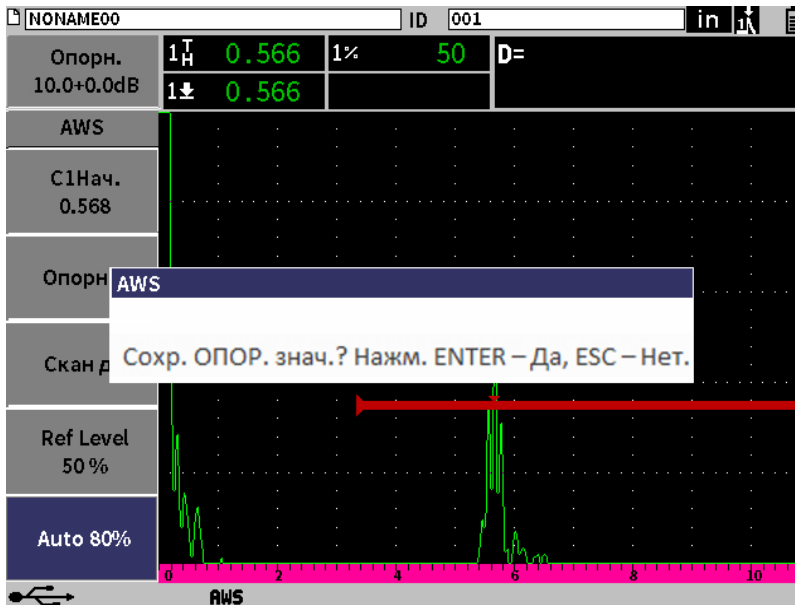 NONAME00 ID 001 in
Опорн.
10.0+0.0dB
1 T H 0.566 1% 50 D=
1 0.566
AWS
С1Нач.
0.568
Опорн
AWS
Сохр. ОПОР. знач.? Нажм. ENTER – Да, ESC – Нет.
Скан д
Ref Level
50 %
Auto 80%
0 2 4 6 8 10
AWS